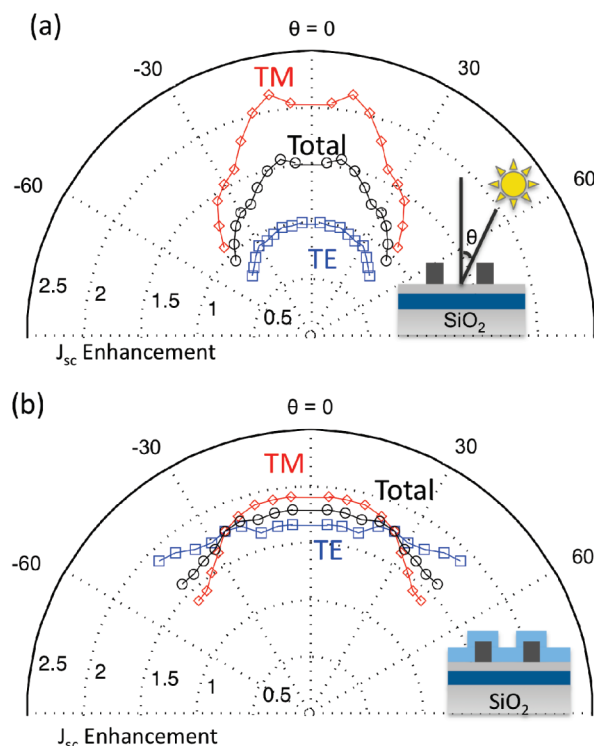 (a)
θ = 0
-30
30
TM
Total
-60
60
θ
TE
2.5
2
1.5
1
0.5
SiO2
Jsc Enhancement
(b)
θ = 0
-30
30
TM
Total
TE
-60
60
2.5
2
1.5
1
0.5
SiO2
Jsc Enhancement